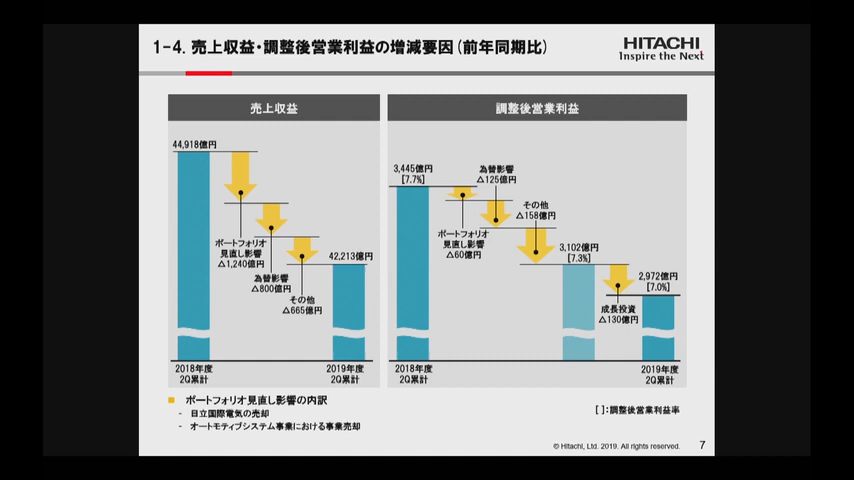 1-4. 売上収益・調整後営業利益の増減要因(前年同期比)
HITACHI
Inspire the Next
売上収益
44,918億円
ポートフォリオ
見直し影響
△1,240億円
為替影響
△800億円
その他
△665億円
42,213億円
2018年度
2Q累計
2019年度
2Q累計
調整後営業利益
3,445億円
[7.7%]
ポートフォリオ
見直し影響
△60億円
為替影響
△125億円
その他
△158億円
3,102億円
[7.3%]
成長投資
△130億円
2,972億円
[7.0%]
2018年度
2Q累計
2019年度
2Q累計
ポートフォリオ見直し影響の内訳
- 日立国際電気の売却
- オートモティブシステム事業における事業売却
[ ]:調整後営業利益率
© Hitachi, Ltd. 2019. All rights reserved.
7